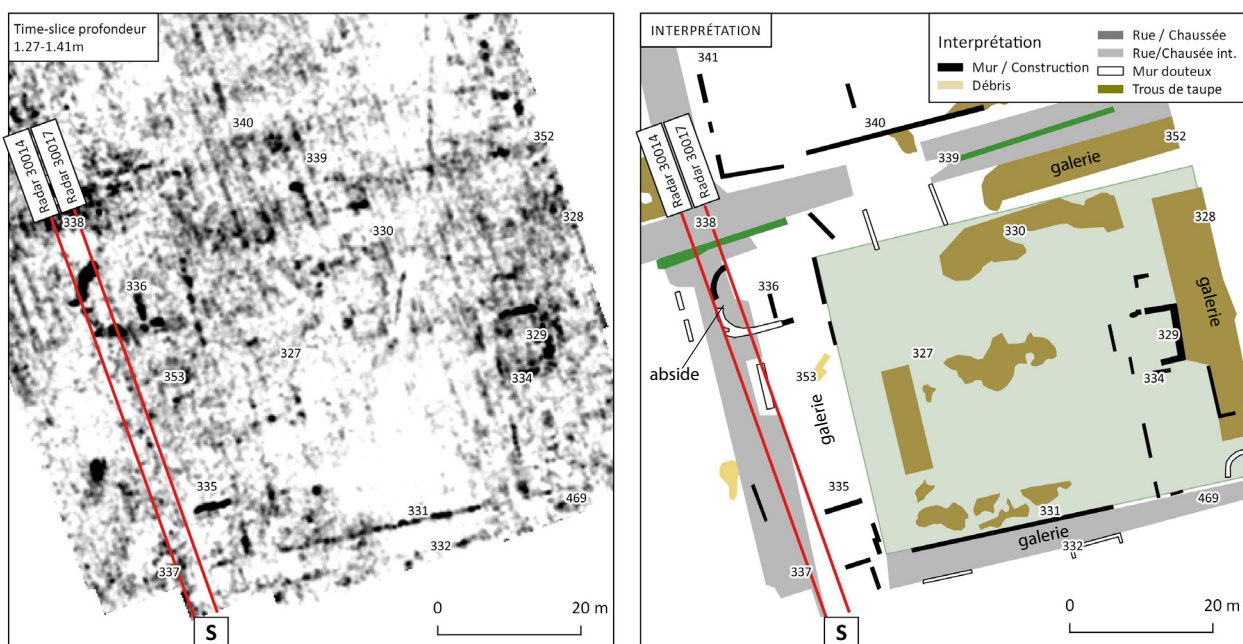 Time-slice profondeur
1.27-1.41m
340
352
339
Radar 30014
Radar 30017
338
328
330
336
329
327
334
353
335
469
331
332
337
0
20 m
S
INTERPRÉTATION
Interprétation
Mur / Construction
Débris
Rue / Chaussée
Rue/Chausée int.
Mur douteux
Trous de taupe
341
340
352
339
galerie
Radar 30014
Radar 30017
338
328
330
336
galerie
329
327
abside
353
334
galerie
335
469
331
galerie
332
337
0
20 m
S